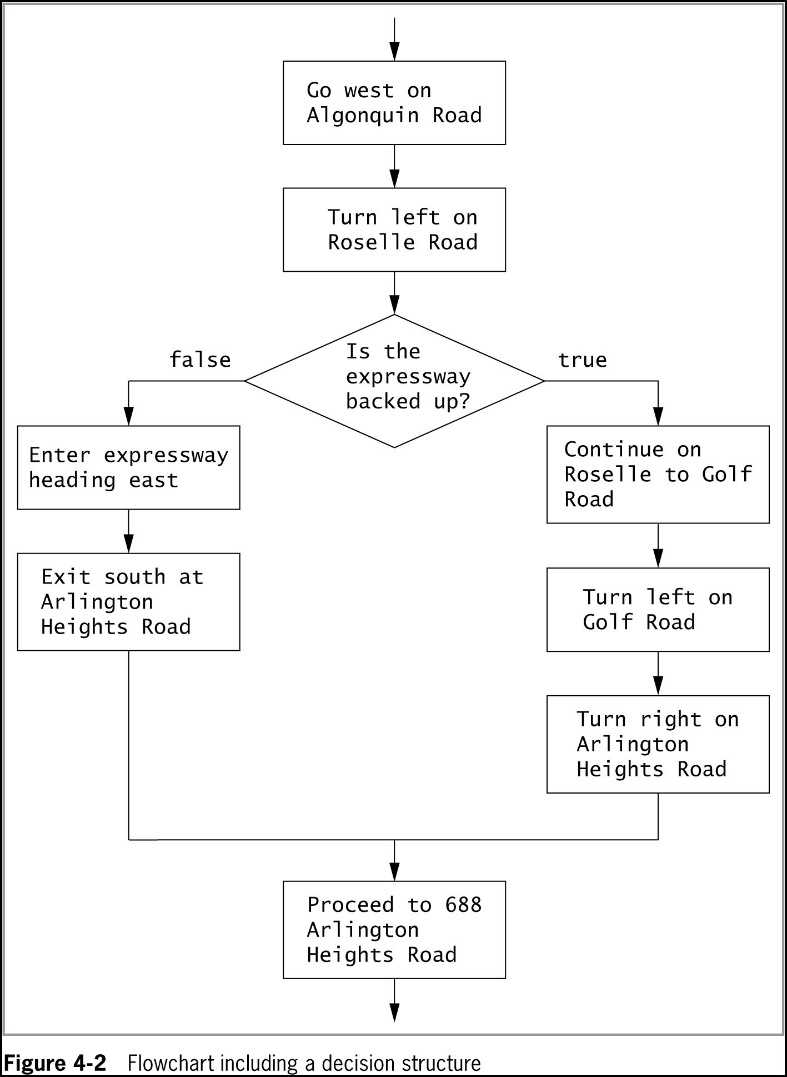 Go west on
Algonquin Road
Turn left on
Roselle Road
Is the
expressway
backed up?
false
true
Enter expressway
heading east
Exit south at
Arlington
Heights Road
Continue on
Roselle to Golf
Road
Turn left on
Golf Road
Turn right on
Arlington
Heights Road
Proceed to 688
Arlington
Heights Road
Figure 4-2 Flowchart including a decision structure